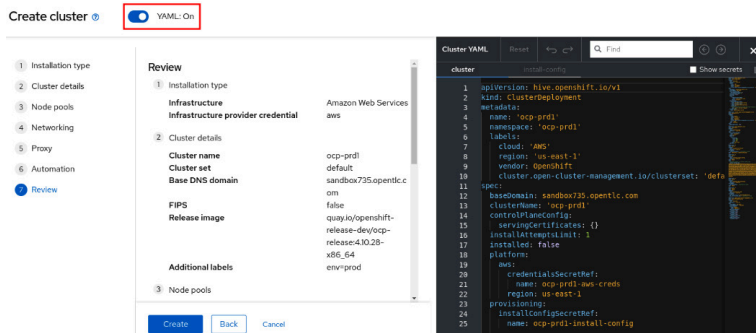 Create cluster
YAML: On
1 Installation type
2 Cluster details
3 Node pools
4 Networking
5 Proxy
6 Automation
7 Review
Review
1 Installation type
Infrastructure Amazon Web Services
Infrastructure provider credential aws
2 Cluster details
Cluster name ocp-prd1
Cluster set default
Base DNS domain sandbox735.opentlc.c
om
FIPS false
Release image quay.io/openshift-
release-dev/ocp-
release:4.10.28-
x86_64
Additional labels env=prod
3 Node pools
Create Back Cancel
Cluster YAML Reset Find
cluster install-config Show secrets
1 apiVersion: hive.openshift.io/v1
2 kind: ClusterDeployment
3 metadata:
4 name: 'ocp-prd1'
5 namespace: 'ocp-prd1'
6 labels:
7 cloud: 'AWS'
8 region: 'us-east-1'
9 vendor: OpenShift
10 cluster.open-cluster-management.io/clusterset: 'defa
11 spec:
12 baseDomain: sandbox735.opentlc.com
13 clusterName: 'ocp-prd1'
14 controlPlaneConfig:
15 servingCertificates: {}
16 installAttemptsLimit: 1
17 installed: false
18 platform:
19 aws:
20 credentialsSecretRef:
21 name: ocp-prd1-aws-creds
22 region: us-east-1
23 provisioning:
24 installConfigSecretRef:
25 name: ocp-prd1-install-config